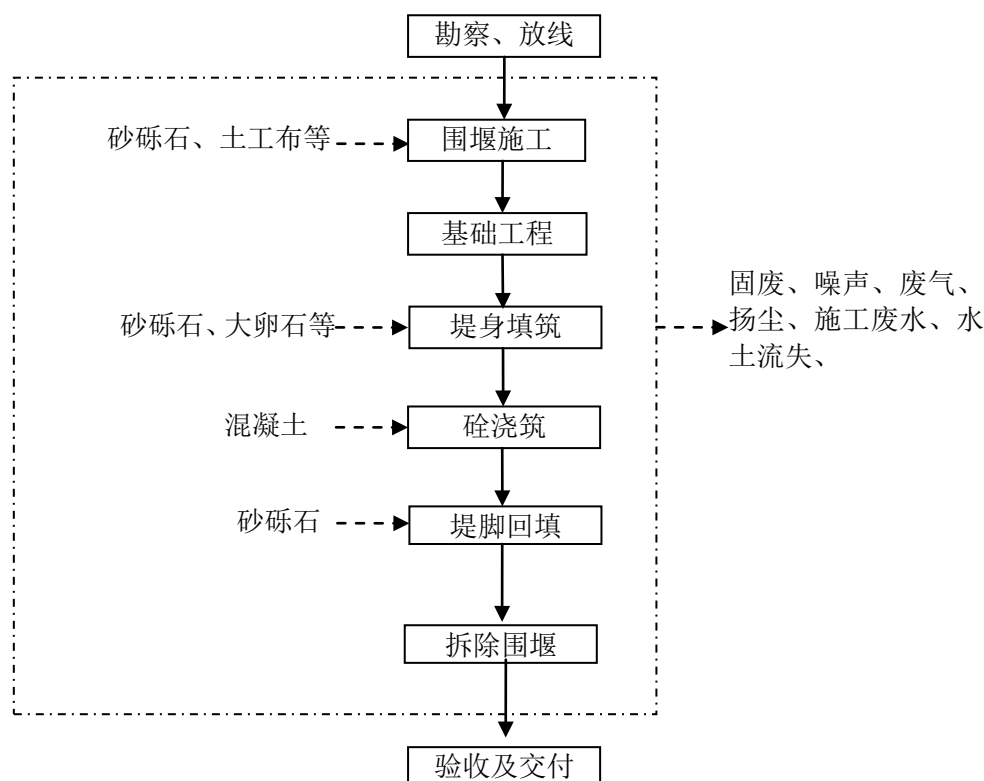 勘察、放线
砂砾石、土工布等
围堰施工
基础工程
固废、噪声、废气、
扬尘、施工废水、水
土流失、
砂砾石、大卵石等
堤身填筑
混凝土
砼浇筑
砂砾石
堤脚回填
拆除围堰
验收及交付